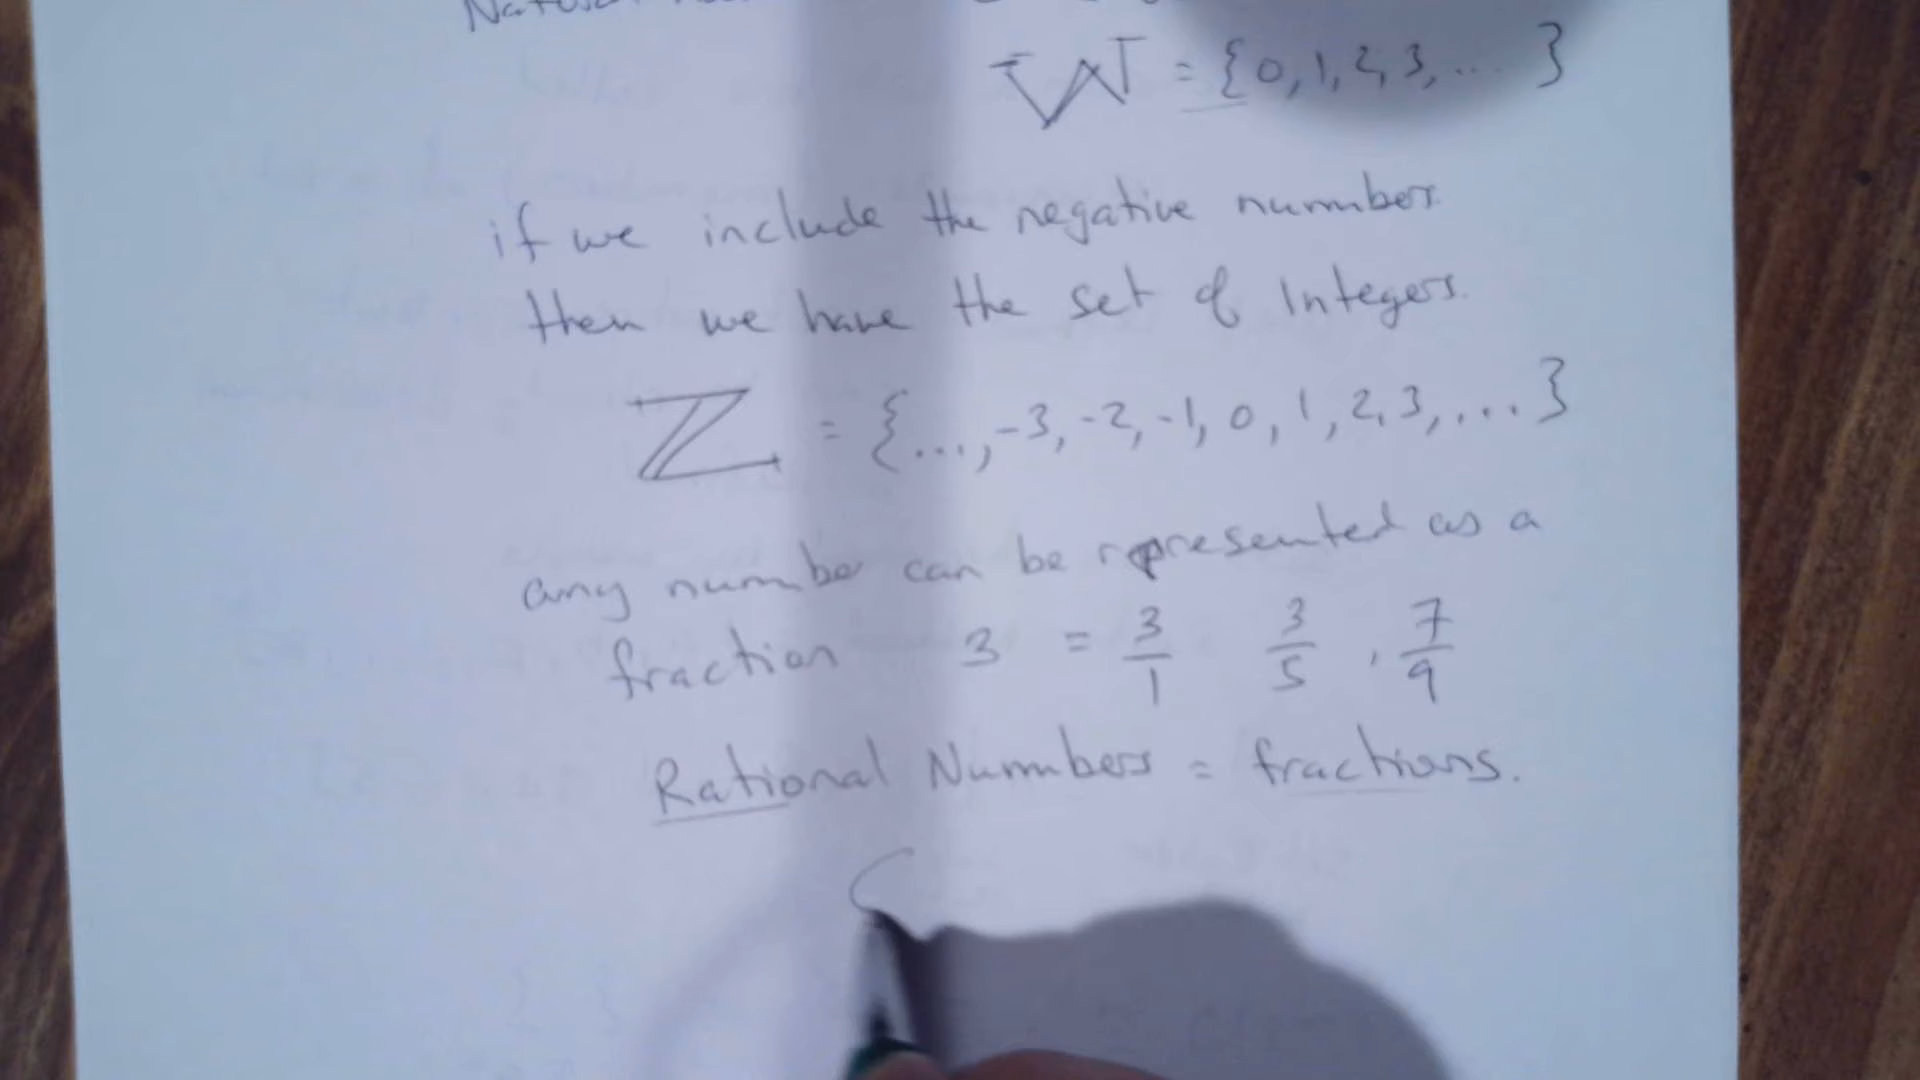 W = {0, 1, 2, 3, .... }
if we include the negative number
then we have the set of Integers.
Z = {..., -3, -2, -1, 0, 1, 2, 3, .... }
any number can be represented as a
fraction 3 = 3/1 3/5 , 7/9
Rational Numbers = fractions.